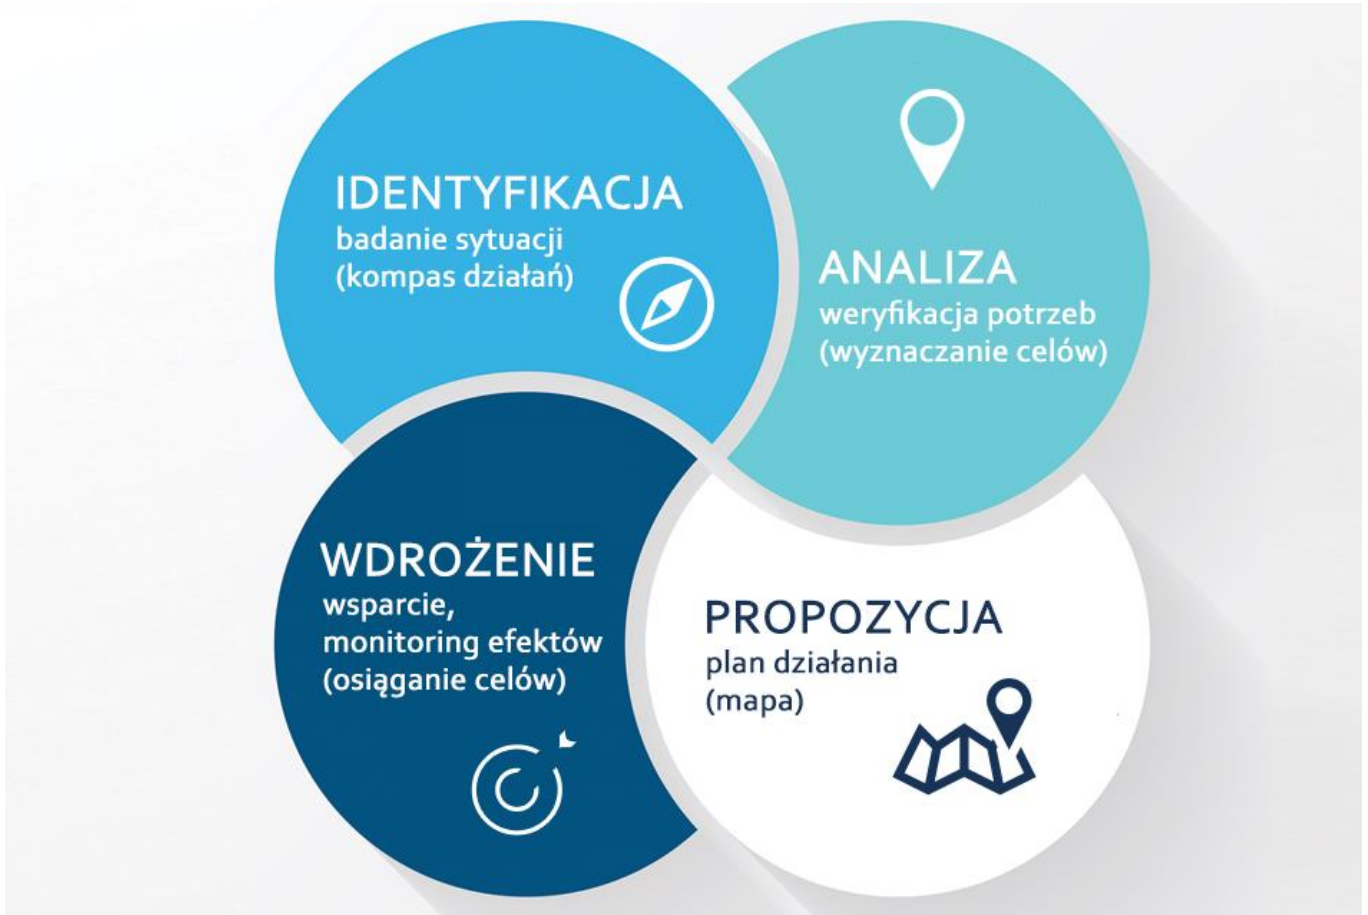 IDENTYFIKACJA
badanie sytuacji
(kompas działań)
ANALIZA
weryfikacja potrzeb
(wyznaczanie celów)
WDROŻENIE
wsparcie,
monitoring efektów
(osiąganie celów)
PROPOZYCJA
plan działania
(mapa)